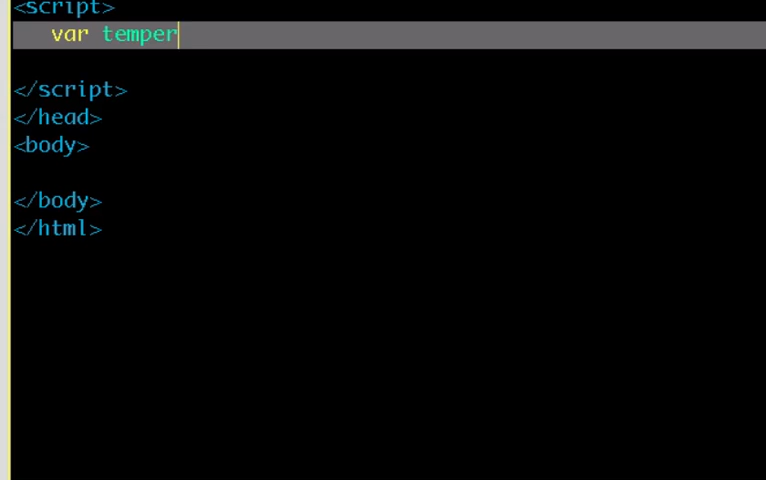 <script>
var temper
</script>
</head>
<body>
</body>
</html>